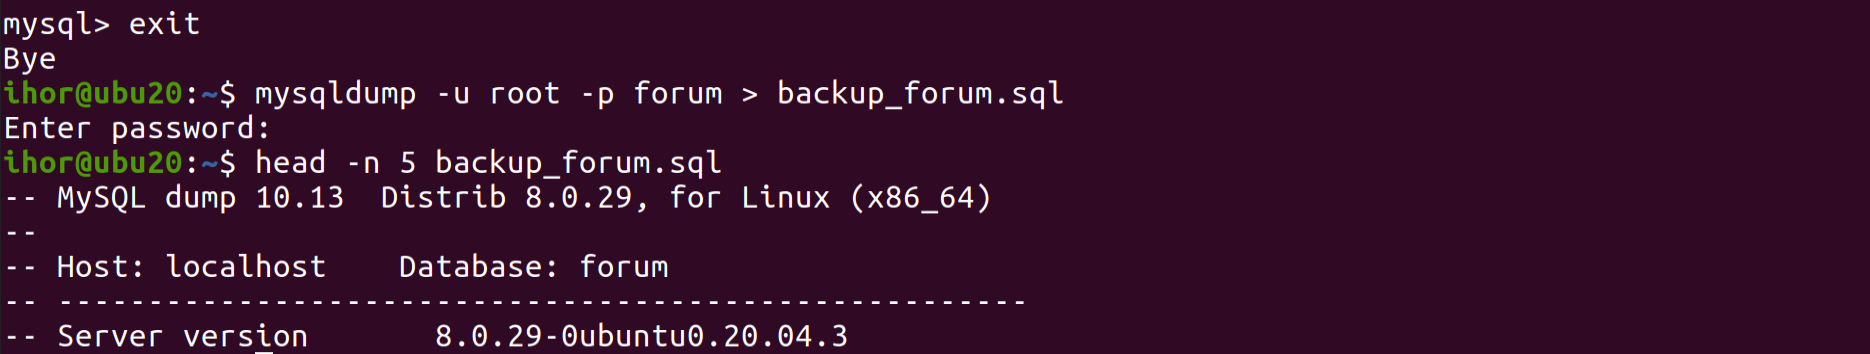 mysql> exit
Bye
ihor@ubu20:~$ mysqldump -u root -p forum > backup_forum.sql
Enter password:
ihor@ubu20:~$ head -n 5 backup_forum.sql
-- MySQL dump 10.13  Distrib 8.0.29, for Linux (x86_64)
--
-- Host: localhost    Database: forum
-- ------------------------------------------------------
-- Server version       8.0.29-0ubuntu0.20.04.3